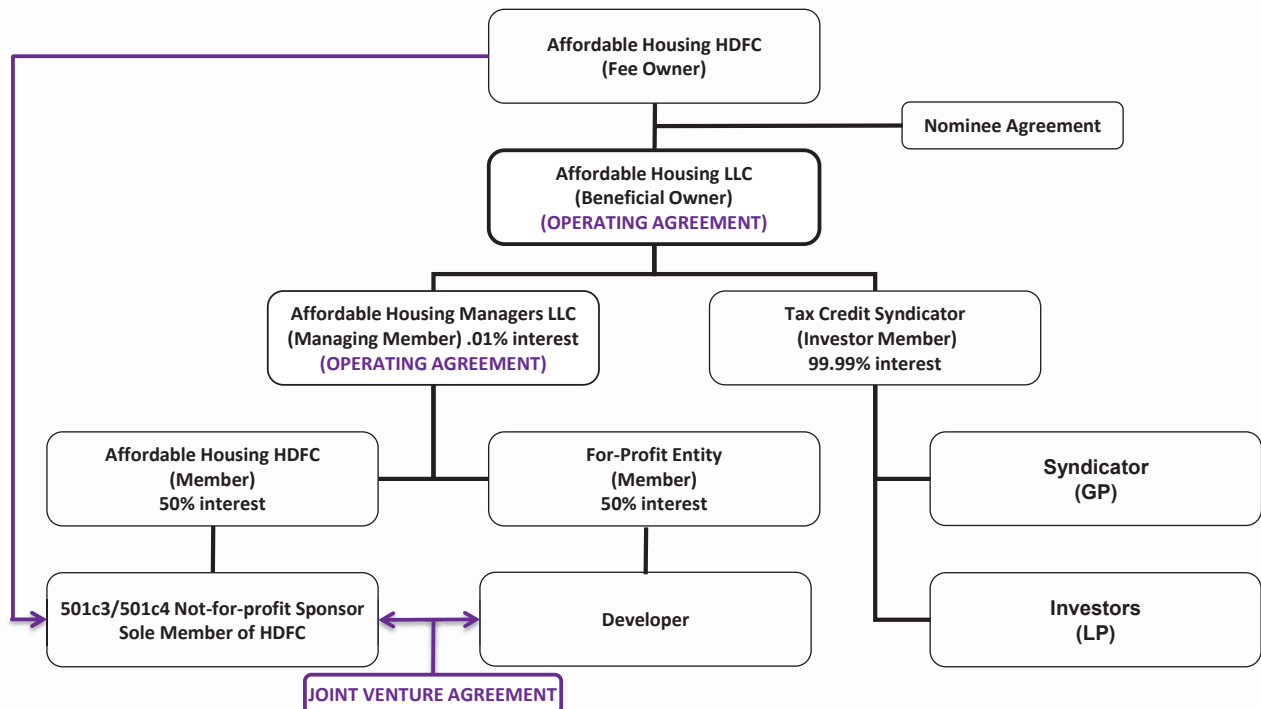 Affordable Housing HDFC
(Fee Owner)
Nominee Agreement
Affordable Housing LLC
(Beneficial Owner)
(OPERATING AGREEMENT)
Affordable Housing Managers LLC
(Managing Member) .01% interest
(OPERATING AGREEMENT)
Tax Credit Syndicator
(Investor Member)
99.99% interest
Affordable Housing HDFC
(Member)
50% interest
For-Profit Entity
(Member)
50% interest
Syndicator
(GP)
501c3/501c4 Not-for-profit Sponsor
Sole Member of HDFC
Developer
Investors
(LP)
JOINT VENTURE AGREEMENT